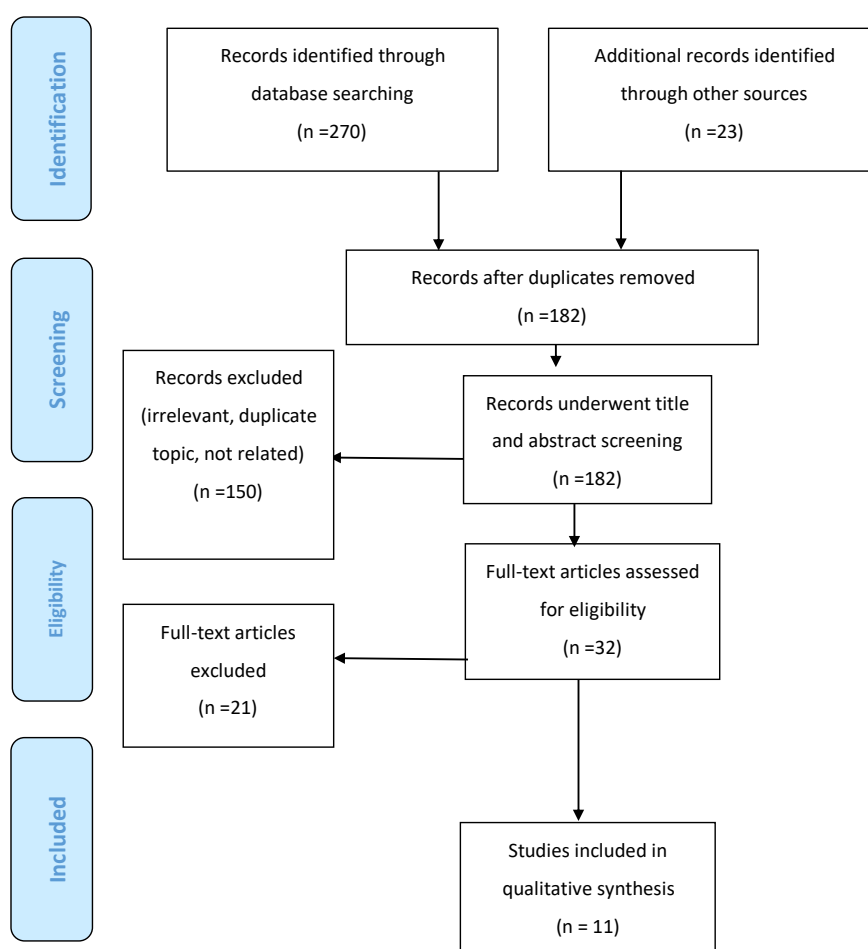 Identification
Records identified through
database searching
(n =270)
Additional records identified
through other sources
(n =23)
Screening
Records after duplicates removed
(n =182)
Records excluded
(irrelevant, duplicate
topic, not related)
(n =150)
Records underwent title
and abstract screening
(n =182)
Eligibility
Full-text articles assessed
for eligibility
(n =32)
Full-text articles
excluded
(n =21)
Included
Studies included in
qualitative synthesis
(n = 11)